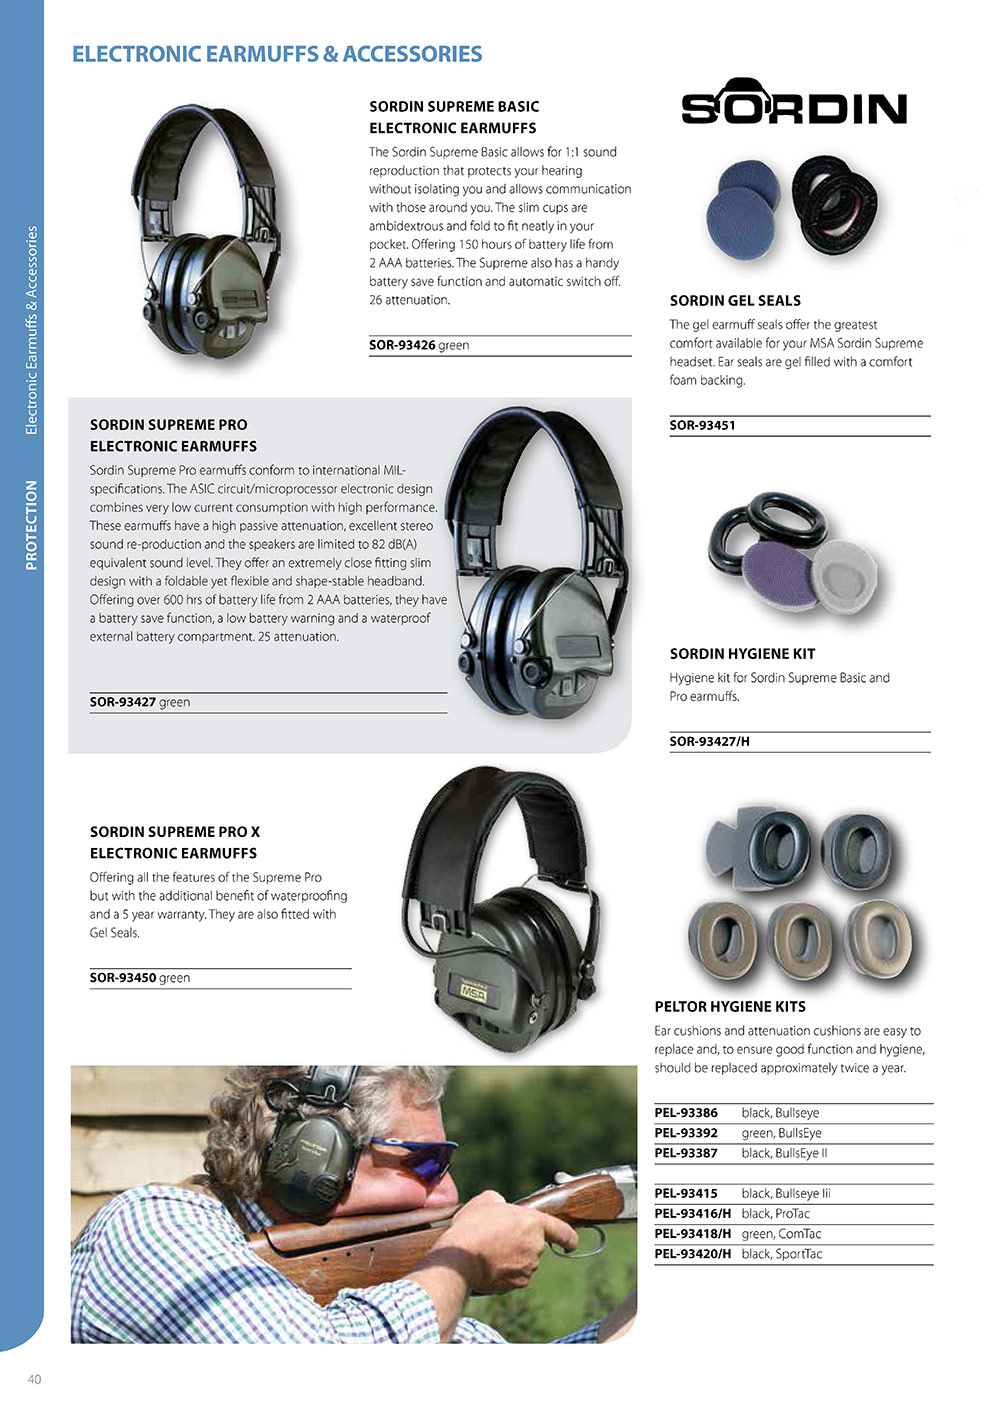 ELECTRONIC EARMUFFS & ACCESSORIES
SORDIN SUPREME BASIC
ELECTRONIC EARMUFFS
The Sordin Supreme Basic allows for 1:1 sound
reproduction that protects your hearing
without isolating you and allows communication
with those around you. The slim cups are
ambidextrous and fold to fit neatly in your
pocket. Offering 150 hours of battery life from
2 AAA batteries. The Supreme also has a handy
battery save function and automatic switch off.
26 attenuation.
SOR-93426 green
SORDIN SUPREME PRO
ELECTRONIC EARMUFFS
Sordin Supreme Pro earmuffs conform to international MIL-
specifications. The ASIC circuit/microprocessor electronic design
combines very low current consumption with high performance.
These earmuffs have a high passive attenuation, excellent stereo
sound re-production and the speakers are limited to 82 dB(A)
equivalent sound level. They offer an extremely close fitting slim
design with a foldable yet flexible and shape-stable headband.
Offering over 600 hrs of battery life from 2 AAA batteries, they have
a battery save function, a low battery warning and a waterproof
external battery compartment. 25 attenuation.
SOR-93427 green
SORDIN SUPREME PRO X
ELECTRONIC EARMUFFS
Offering all the features of the Supreme Pro
but with the additional benefit of waterproofing
and a 5 year warranty. They are also fitted with
Gel Seals.
SOR-93450 green
MSA
SORDIN
SORDIN GEL SEALS
The gel earmuff seals offer the greatest
comfort available for your MSA Sordin Supreme
headset. Ear seals are gel filled with a comfort
foam backing.
SOR-93451
SORDIN HYGIENE KIT
Hygiene kit for Sordin Supreme Basic and
Pro earmuffs.
SOR-93427/H
PELTOR HYGIENE KITS
Ear cushions and attenuation cushions are easy to
replace and, to ensure good function and hygiene,
should be replaced approximately twice a year.
PEL-93386 black, Bullseye
PEL-93392 green, BullsEye
PEL-93387 black, BullsEye II
PEL-93415 black, Bullseye Iii
PEL-93416/H black, ProTac
PEL-93418/H green, ComTac
PEL-93420/H black, SportTac
PROTECTION Electronic Earmuffs & Accessories
40